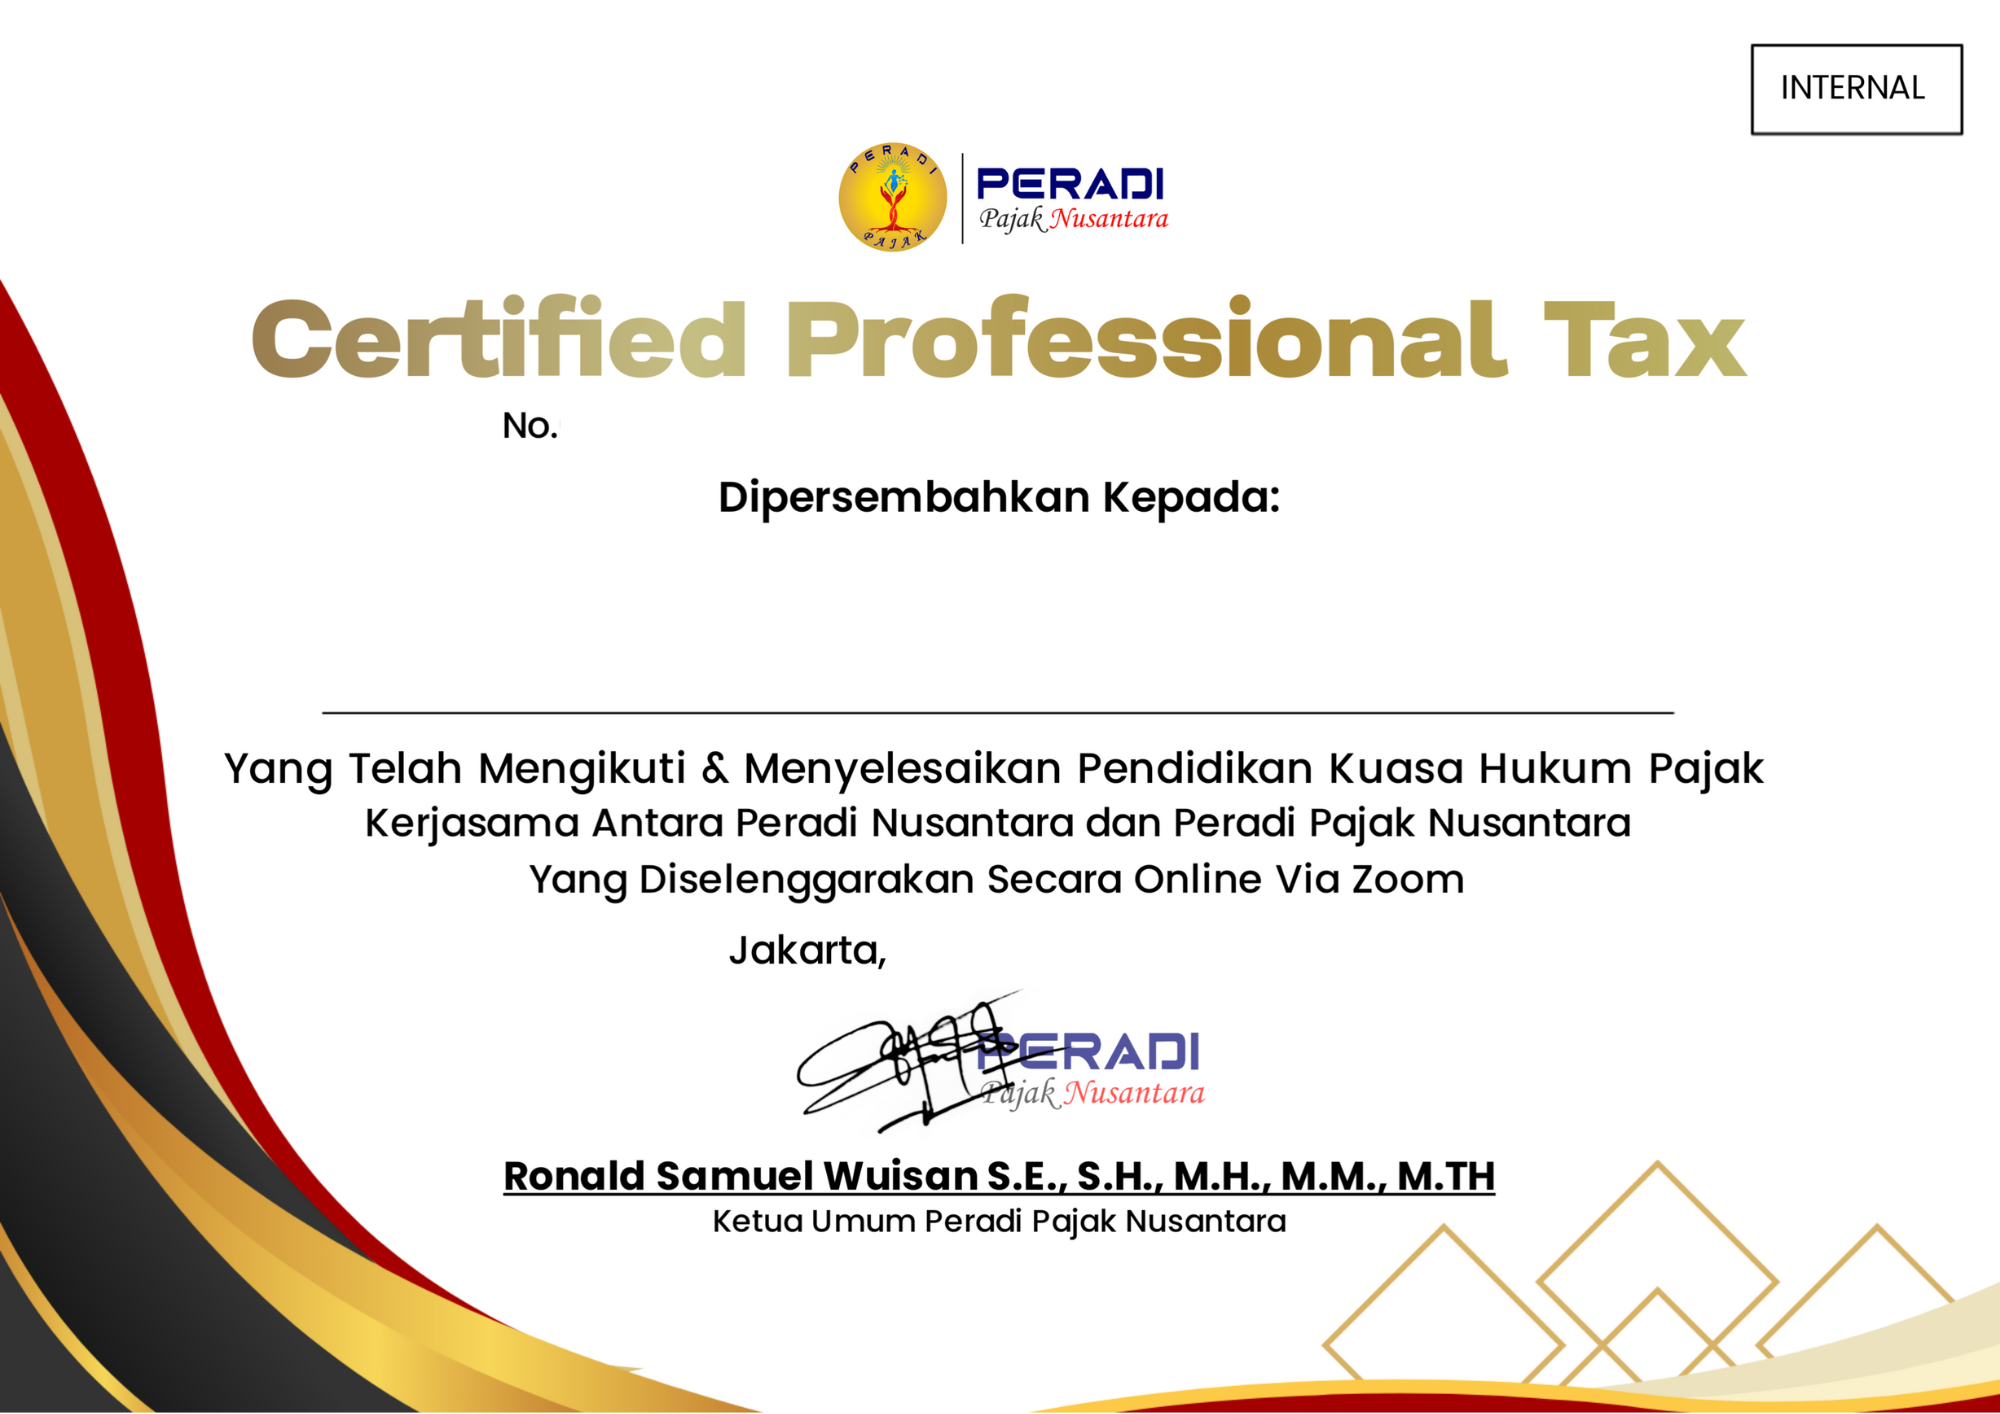 INTERNAL
PERADI
PAJAK
PERADI
Pajak Nusantara
Certified Professional Tax
No.
Dipersembahkan Kepada:
Yang Telah Mengikuti & Menyelesaikan Pendidikan Kuasa Hukum Pajak
Kerjasama Antara Peradi Nusantara dan Peradi Pajak Nusantara
Yang Diselenggarakan Secara Online Via Zoom
Jakarta,
PERADI
Pajak Nusantara
Ronald Samuel Wuisan S.E., S.H., M.H., M.M., M.TH
Ketua Umum Peradi Pajak Nusantara